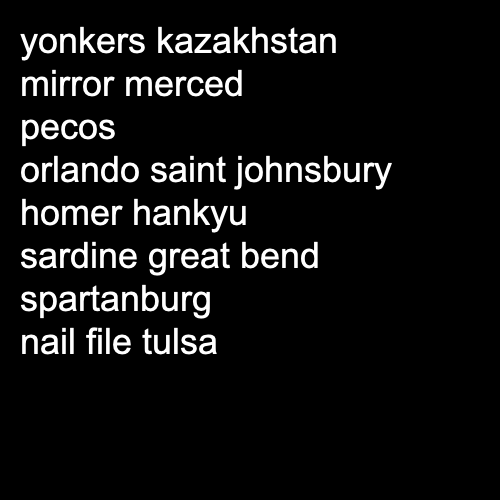 yonkers kazakhstan
mirror merced
pecos
orlando saint johnsbury
homer hankyu
sardine great bend
spartanburg
nail file tulsa